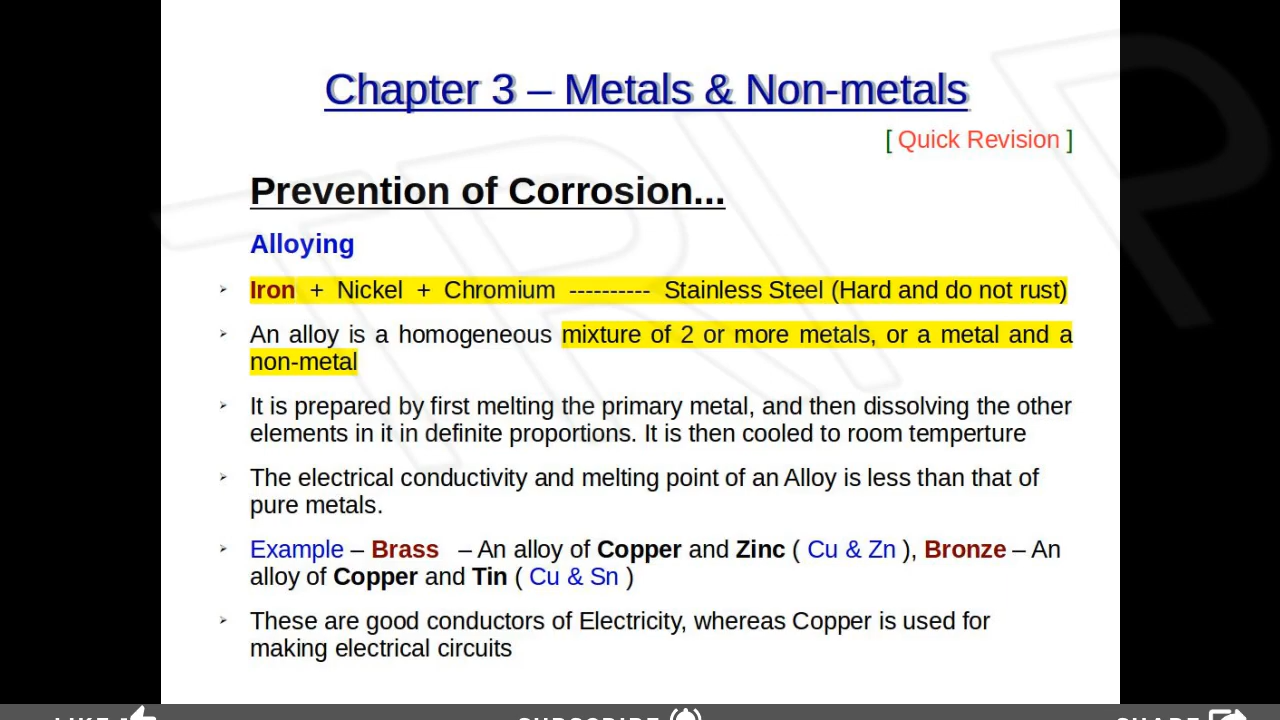 Chapter 3 – Metals & Non-metals
[ Quick Revision ]
Prevention of Corrosion...
Alloying
Iron + Nickel + Chromium ---------- Stainless Steel (Hard and do not rust)
An alloy is a homogeneous mixture of 2 or more metals, or a metal and a
non-metal
It is prepared by first melting the primary metal, and then dissolving the other
elements in it in definite proportions. It is then cooled to room temperture
The electrical conductivity and melting point of an Alloy is less than that of
pure metals.
Example – Brass – An alloy of Copper and Zinc ( Cu & Zn ), Bronze – An
alloy of Copper and Tin ( Cu & Sn )
These are good conductors of Electricity, whereas Copper is used for
making electrical circuits
LIKE SUBSCRIBE SHARE